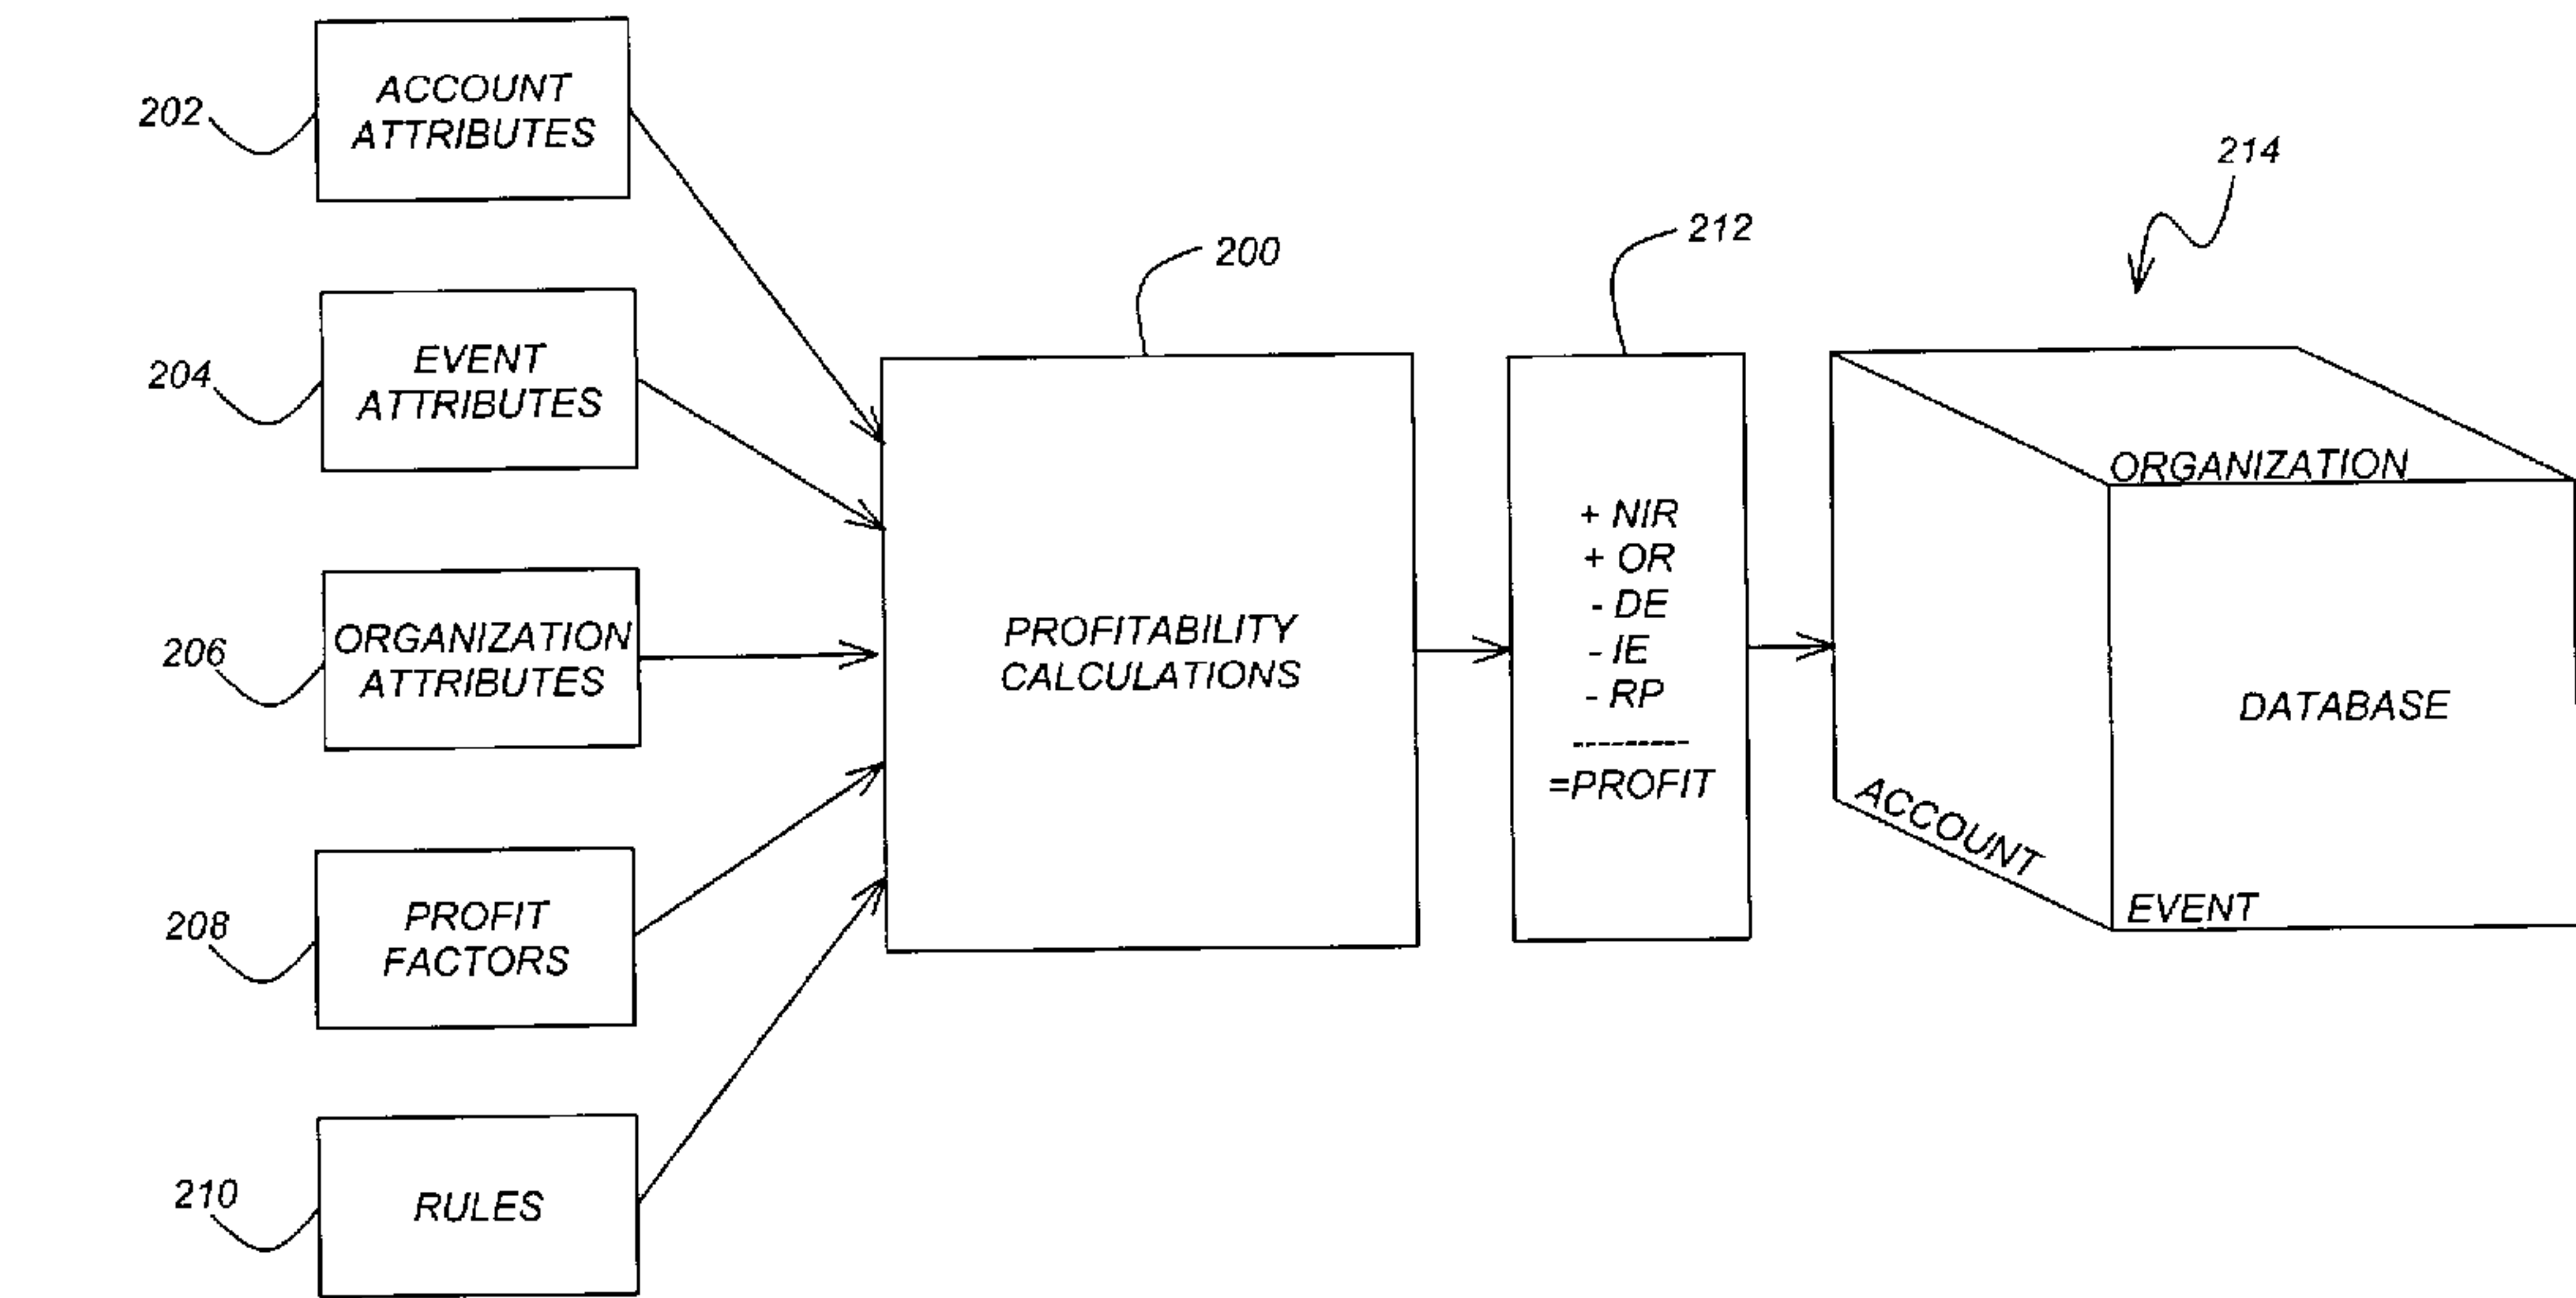 202
ACCOUNT
ATTRIBUTES
204
EVENT
ATTRIBUTES
206
ORGANIZATION
ATTRIBUTES
208
PROFIT
FACTORS
210
RULES
200
PROFITABILITY
CALCULATIONS
212
+ NIR
+ OR
- DE
- IE
- RP
----------
=PROFIT
214
ORGANIZATION
DATABASE
ACCOUNT
EVENT